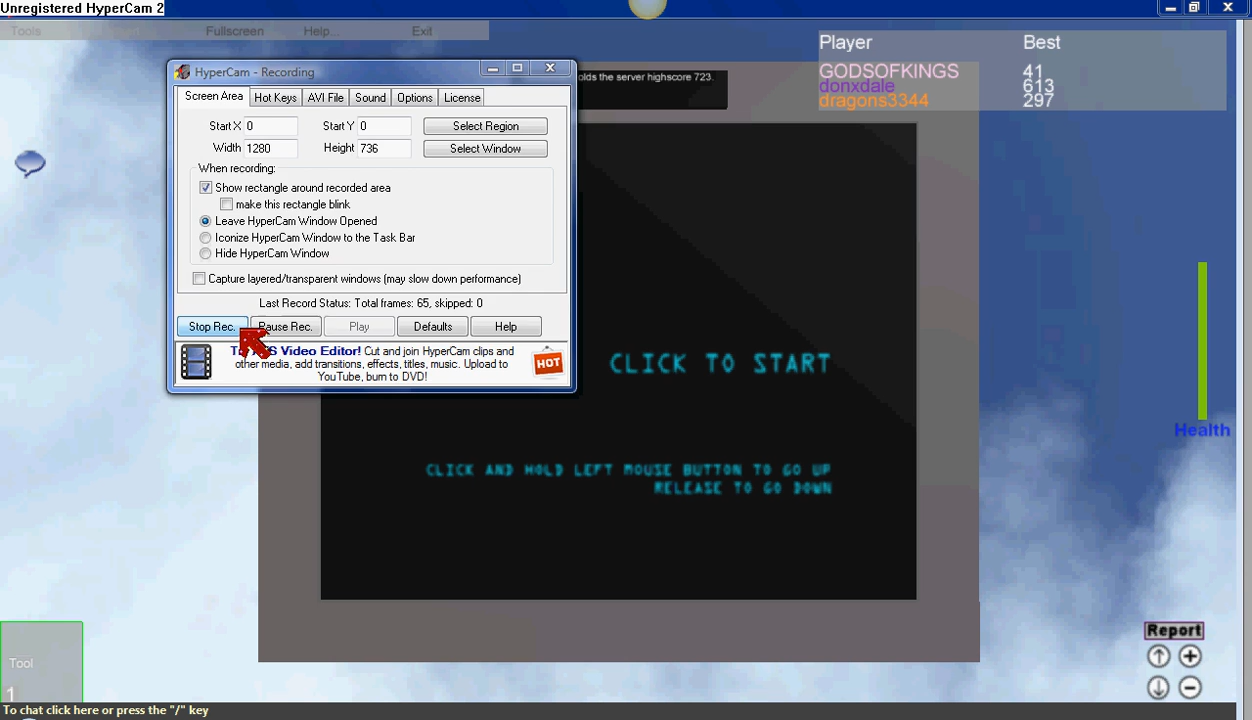 Unregistered HyperCam 2
Tools
Fullscreen
Help...
Exit
Player Best
GODSOFKINGS 41
donxdale 613
dragons3344 297
olds the server highscore 723.
HyperCam - Recording
Screen Area Hot Keys AVI File Sound Options License
Start X 0 Start Y 0 Select Region
Width 1280 Height 736 Select Window
When recording:
Show rectangle around recorded area
make this rectangle blink
Leave HyperCam Window Opened
Iconize HyperCam Window to the Task Bar
Hide HyperCam Window
Capture layered/transparent windows (may slow down performance)
Last Record Status: Total frames: 65, skipped: 0
Stop Rec. Pause Rec. Play Defaults Help
Video Editor! Cut and join HyperCam clips and
other media, add transitions, effects, titles, music. Upload to
YouTube, burn to DVD!
HOT
CLICK TO START
CLICK AND HOLD LEFT MOUSE BUTTON TO GO UP
RELEASE TO GO DOWN
Health
Report
Tool
1
To chat click here or press the "/" key